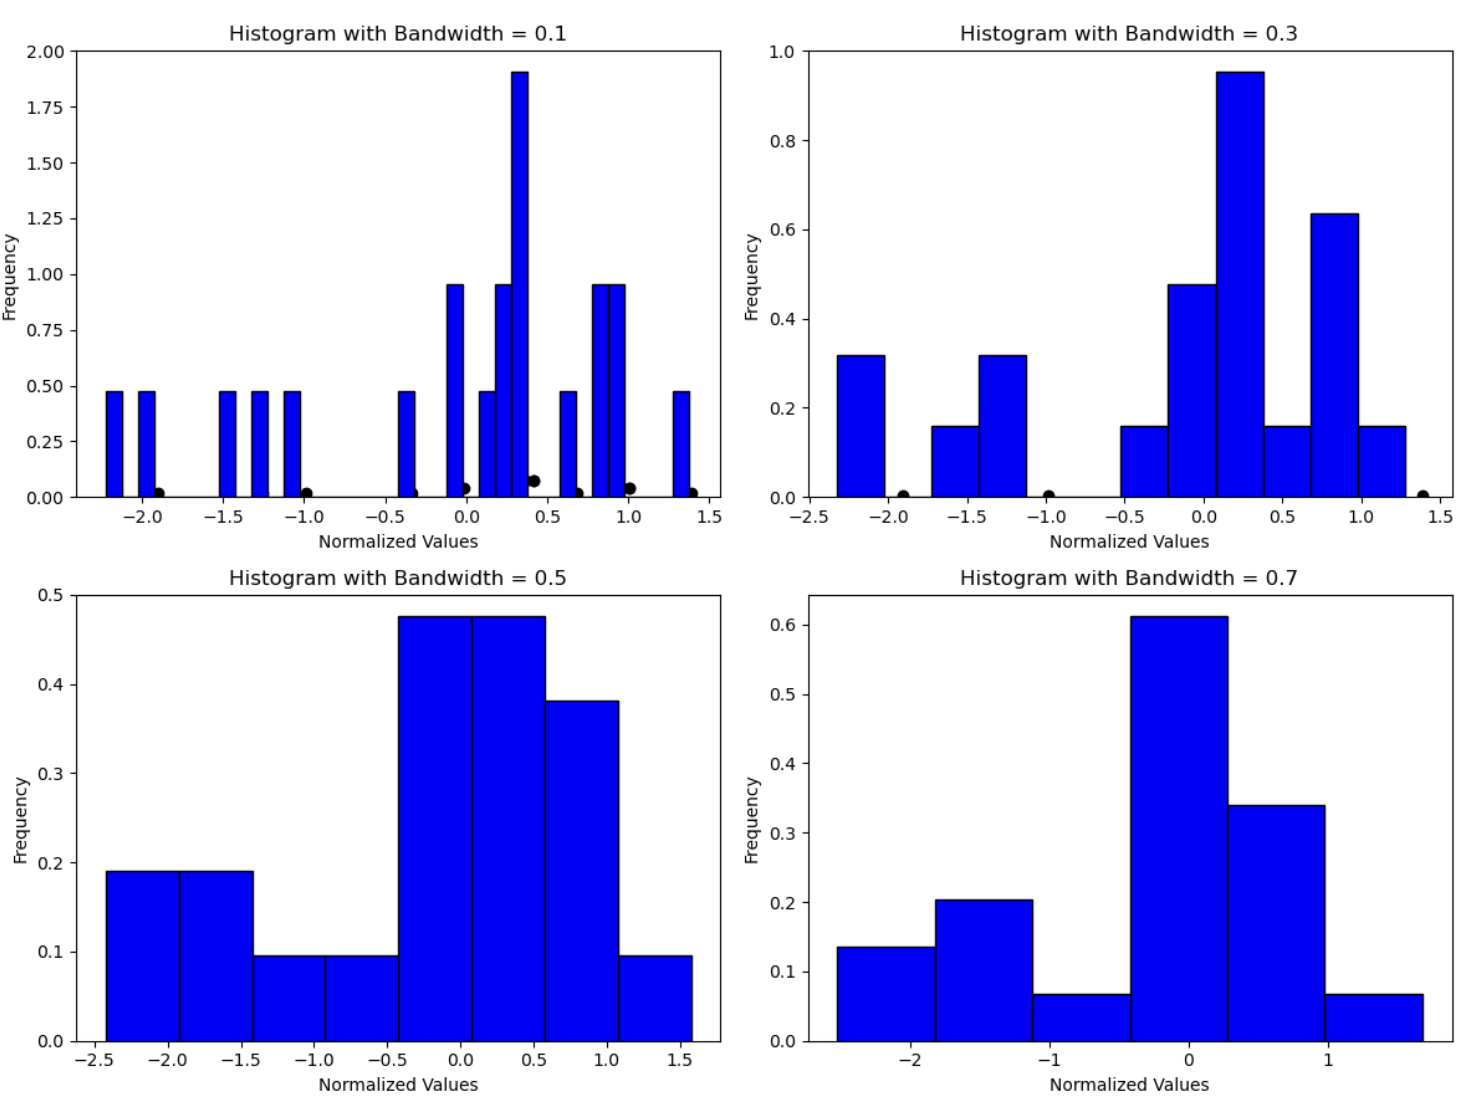 Histogram with Bandwidth = 0.1
2.00
1.75
1.50
1.25
1.00
0.75
0.50
0.25
0.00
Frequency
−2.0 −1.5 −1.0 −0.5 0.0 0.5 1.0 1.5
Normalized Values
Histogram with Bandwidth = 0.3
1.0
0.8
0.6
0.4
0.2
0.0
Frequency
−2.5 −2.0 −1.5 −1.0 −0.5 0.0 0.5 1.0 1.5
Normalized Values
Histogram with Bandwidth = 0.5
0.5
0.4
0.3
0.2
0.1
0.0
Frequency
−2.5 −2.0 −1.5 −1.0 −0.5 0.0 0.5 1.0 1.5
Normalized Values
Histogram with Bandwidth = 0.7
0.6
0.5
0.4
0.3
0.2
0.1
0.0
Frequency
−2 −1 0 1
Normalized Values